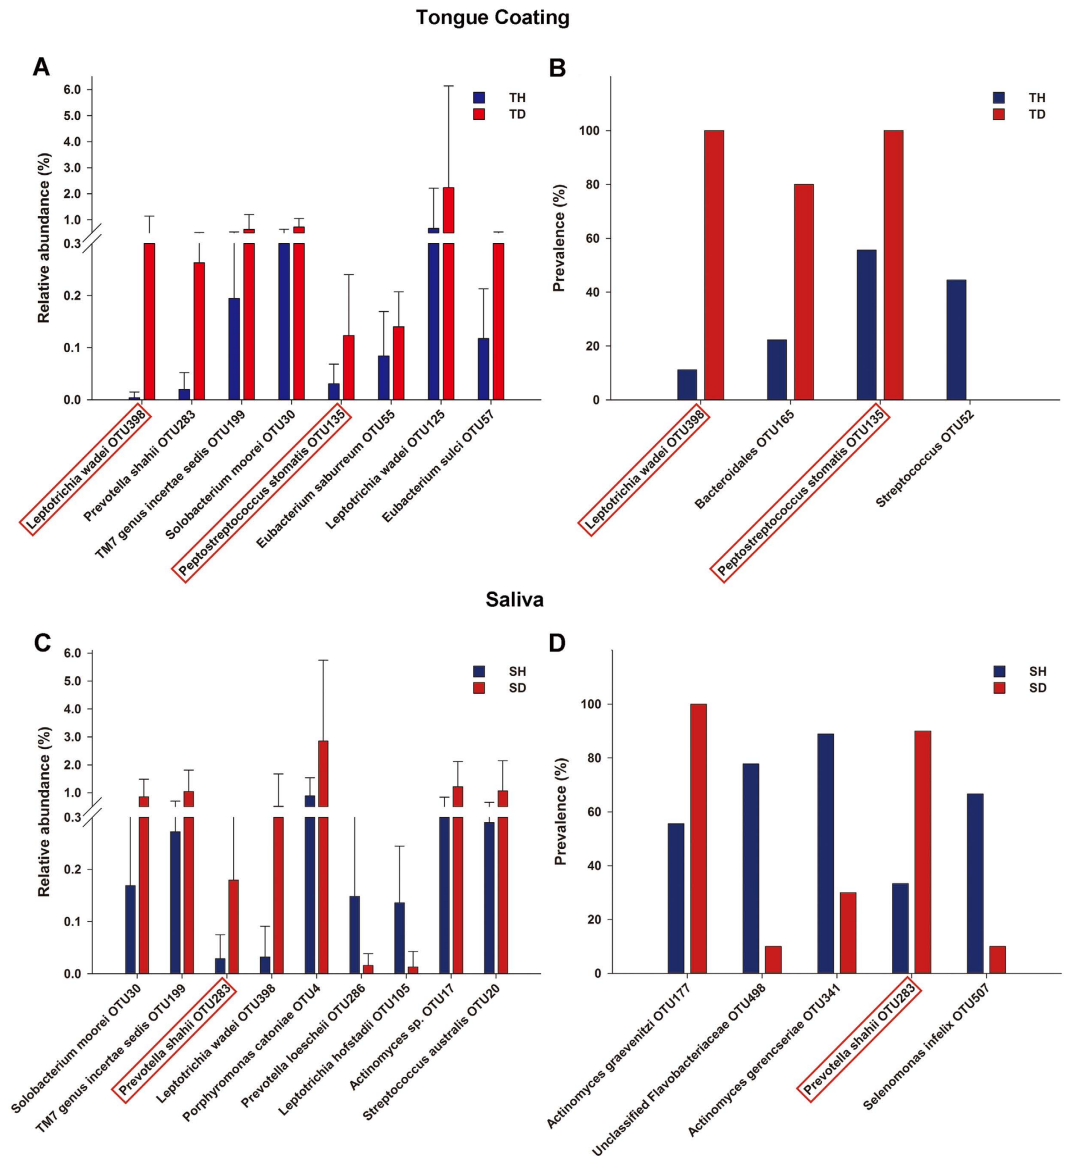 Tongue Coating
A
Relative abundance (%)
6.0
5.0
4.0
3.0
2.0
1.0
0.3
0.2
0.1
0.0
TH
TD
Leptotrichia wadei OTU398
Prevotella shahii OTU283
TM7 genus incertae sedis OTU199
Solobacterium moorei OTU30
Peptostreptococcus stomatis OTU135
Eubacterium saburreum OTU55
Leptotrichia wadei OTU125
Eubacterium sulci OTU57
B
Prevalence (%)
100
80
60
40
20
0
TH
TD
Leptotrichia wadei OTU398
Bacteroidales OTU165
Peptostreptococcus stomatis OTU135
Streptococcus OTU52
Saliva
C
Relative abundance (%)
6.0
5.0
4.0
3.0
2.0
1.0
0.3
0.2
0.1
0.0
SH
SD
Solobacterium moorei OTU30
TM7 genus incertae sedis OTU199
Prevotella shahii OTU283
Leptotrichia wadei OTU398
Porphyromonas catoniae OTU4
Prevotella loescheii OTU286
Leptotrichia hofstadii OTU105
Actinomyces sp. OTU17
Streptococcus australis OTU20
D
Prevalence (%)
100
80
60
40
20
0
SH
SD
Actinomyces graevenitzi OTU177
Unclassified Flavobacteriaceae OTU498
Actinomyces gerencseriae OTU341
Prevotella shahii OTU283
Selenomonas infelix OTU507